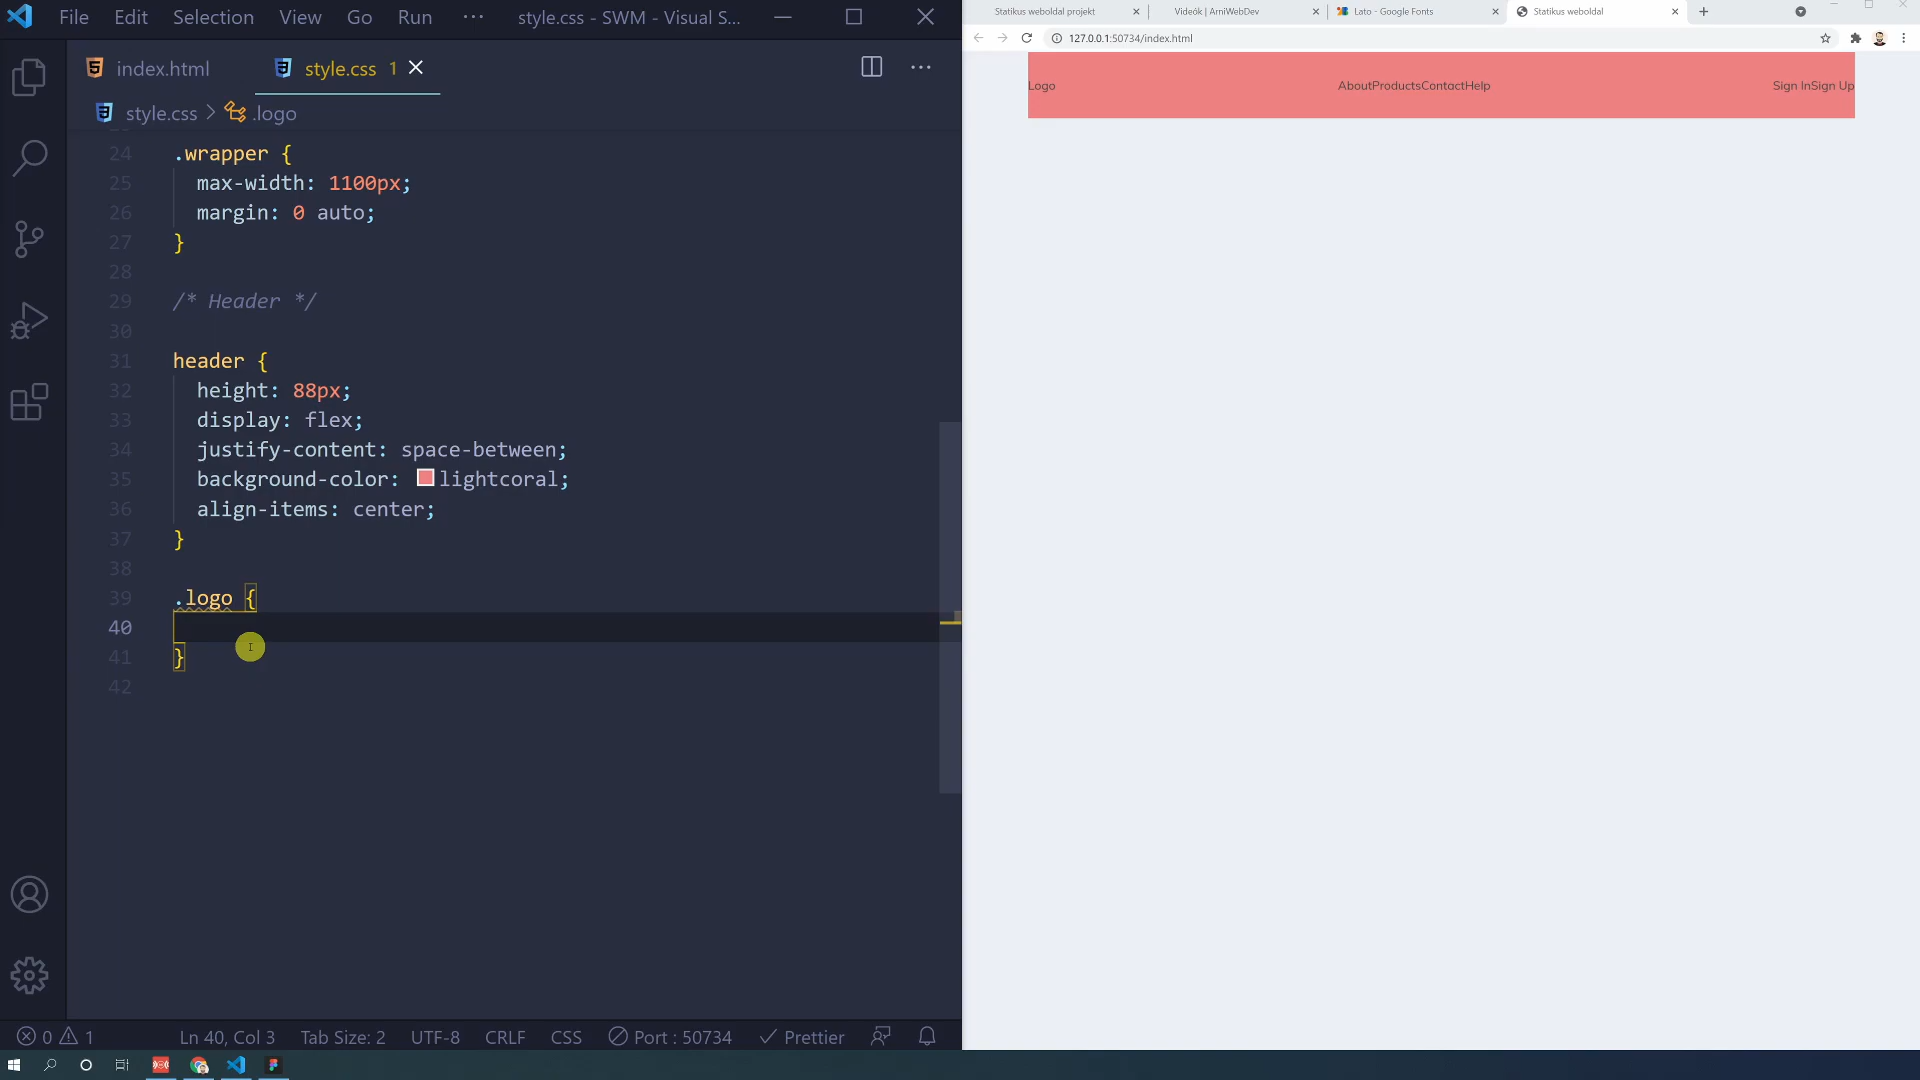 File Edit Selection View Go Run ··· style.css - SWM - Visual S...
index.html style.css 1
style.css > .logo
24 .wrapper {
25 max-width: 1100px;
26 margin: 0 auto;
27 }
28
29 /* Header */
30
31 header {
32 height: 88px;
33 display: flex;
34 justify-content: space-between;
35 background-color: lightcoral;
36 align-items: center;
37 }
38
39 .logo {
40
41 }
42
0 1 Ln 40, Col 3 Tab Size: 2 UTF-8 CRLF CSS Port : 50734 Prettier
Statikus weboldal projekt Videók | ArniWebDev Lato - Google Fonts Statikus weboldal
127.0.0.1:50734/index.html
Logo AboutProductsContactHelp Sign InSign Up